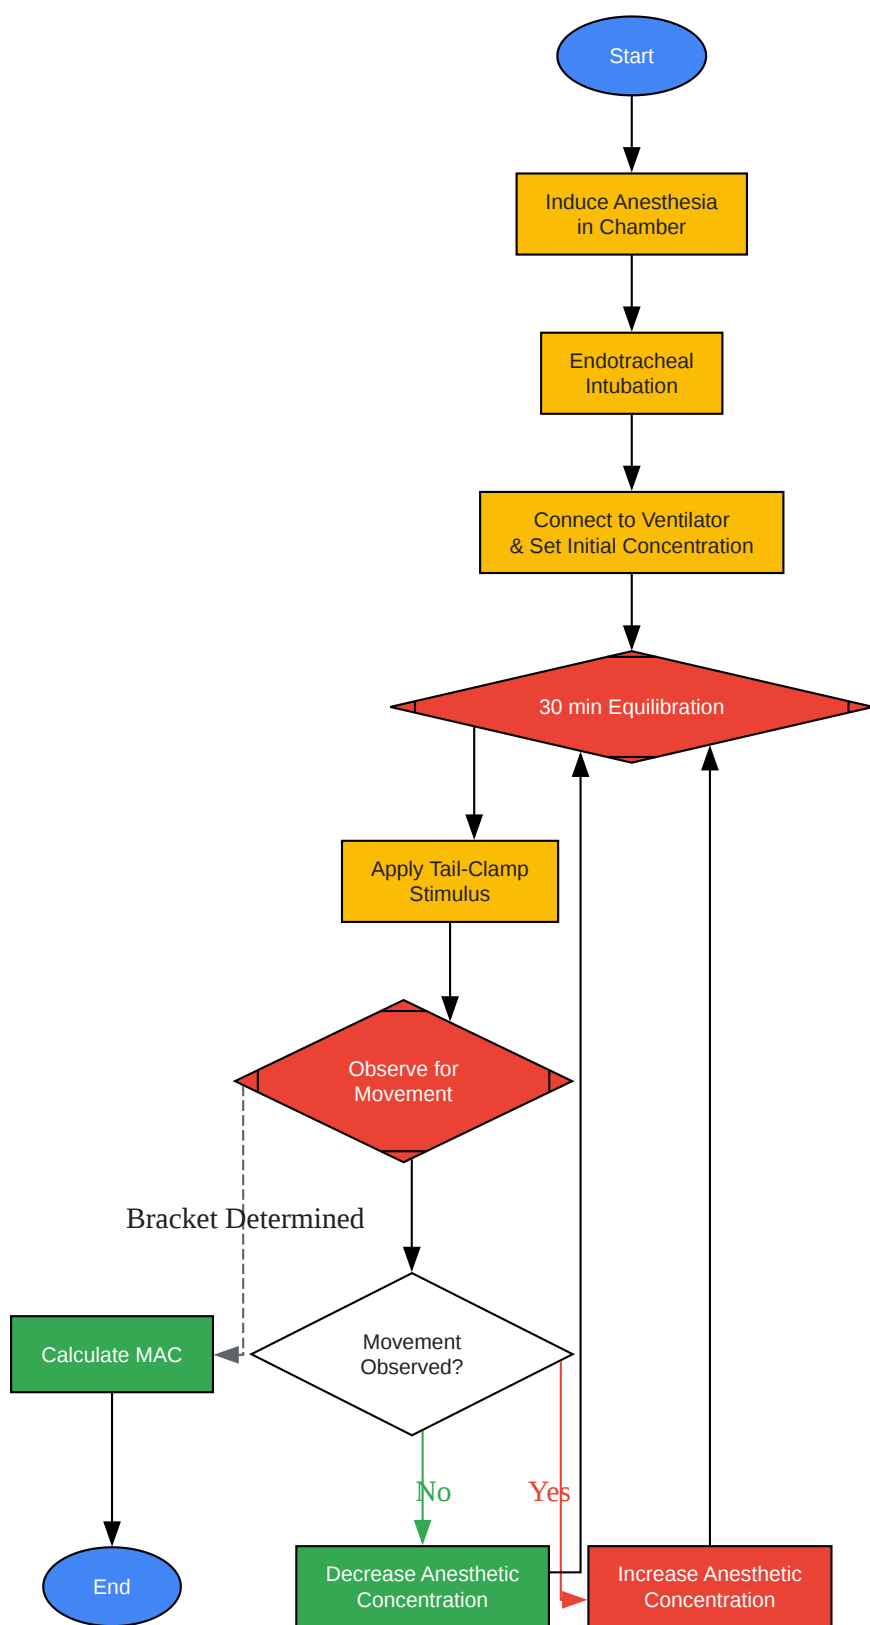 Start
Induce Anesthesia
in Chamber
Endotracheal
Intubation
Connect to Ventilator
& Set Initial Concentration
30 min Equilibration
Apply Tail-Clamp
Stimulus
Observe for
Movement
Bracket Determined
Movement
Observed?
Calculate MAC
No
Yes
End
Decrease Anesthetic
Concentration
Increase Anesthetic
Concentration